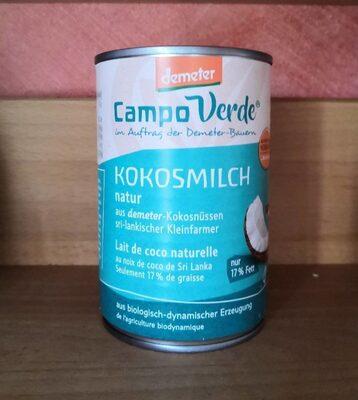 demeter
Campo Verde®
im Auftrag der Demeter-Bauern
KOKOSMILCH
natur
aus demeter-Kokosnüssen
sri-lankischer Kleinfarmer
Lait de coco naturelle
au noix de coco de Sri Lanka
Seulement 17% de graisse
nur
17% Fett
aus biologisch-dynamischer Erzeugung
de l'agriculture biodynamique